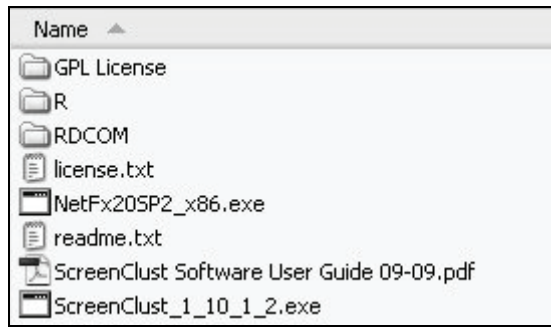 Name
GPL License
R
RDCOM
license.txt
NetFx20SP2_x86.exe
readme.txt
ScreenClust Software User Guide 09-09.pdf
ScreenClust_1_10_1_2.exe